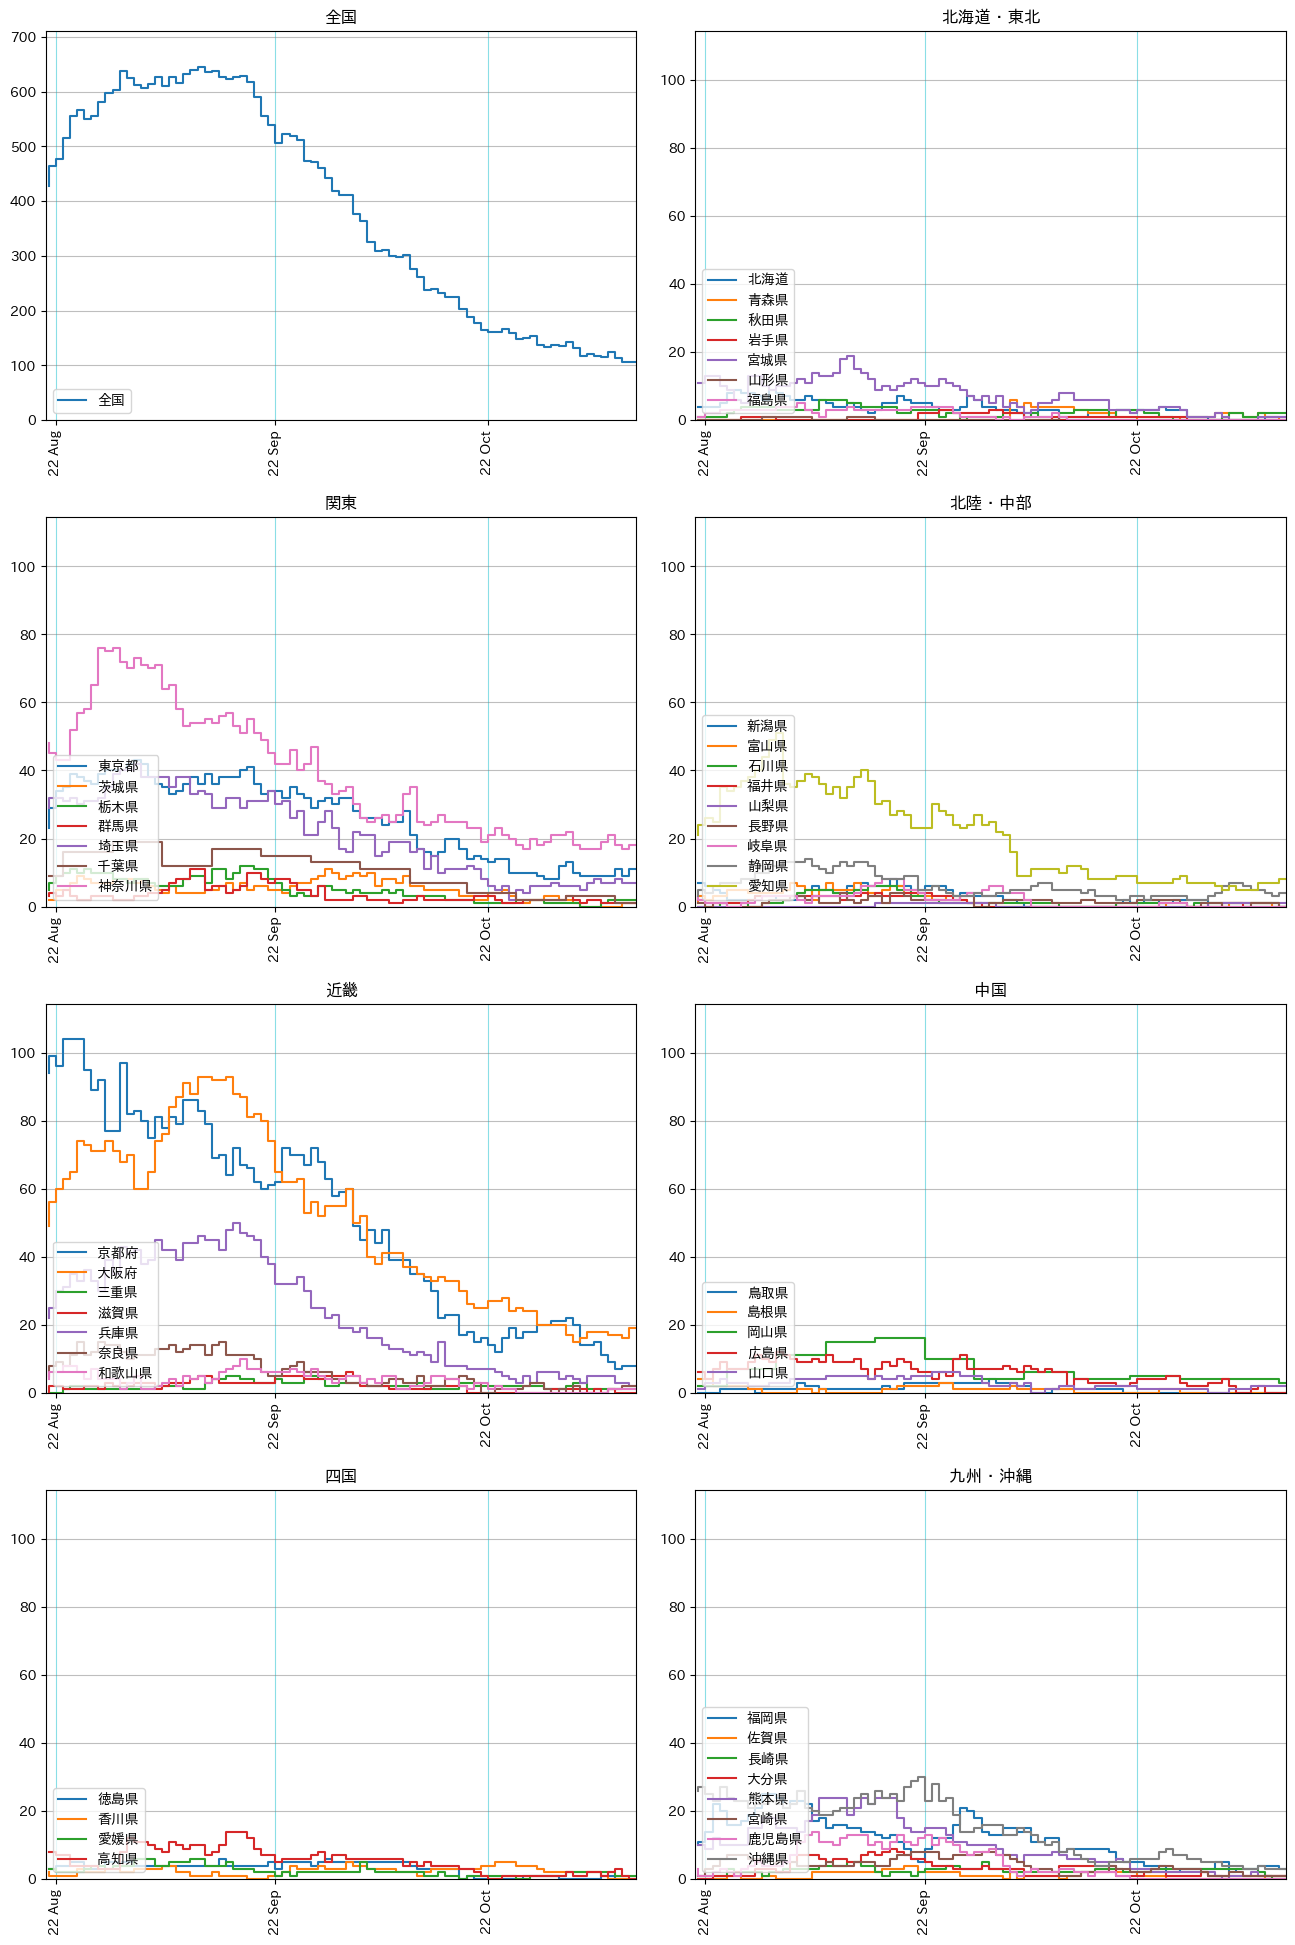 全国
700
600
500
400
300
200
100
0
全国
22 Aug
22 Sep
22 Oct
北海道・東北
100
80
60
40
20
0
北海道
青森県
秋田県
岩手県
宮城県
山形県
福島県
22 Aug
22 Sep
22 Oct
関東
100
80
60
40
20
0
東京都
茨城県
栃木県
群馬県
埼玉県
千葉県
神奈川県
22 Aug
22 Sep
22 Oct
北陸・中部
100
80
60
40
20
0
新潟県
富山県
石川県
福井県
山梨県
長野県
岐阜県
静岡県
愛知県
22 Aug
22 Sep
22 Oct
近畿
100
80
60
40
20
0
京都府
大阪府
三重県
滋賀県
兵庫県
奈良県
和歌山県
22 Aug
22 Sep
22 Oct
中国
100
80
60
40
20
0
鳥取県
島根県
岡山県
広島県
山口県
22 Aug
22 Sep
22 Oct
四国
100
80
60
40
20
0
徳島県
香川県
愛媛県
高知県
22 Aug
22 Sep
22 Oct
九州・沖縄
100
80
60
40
20
0
福岡県
佐賀県
長崎県
大分県
熊本県
宮崎県
鹿児島県
沖縄県
22 Aug
22 Sep
22 Oct